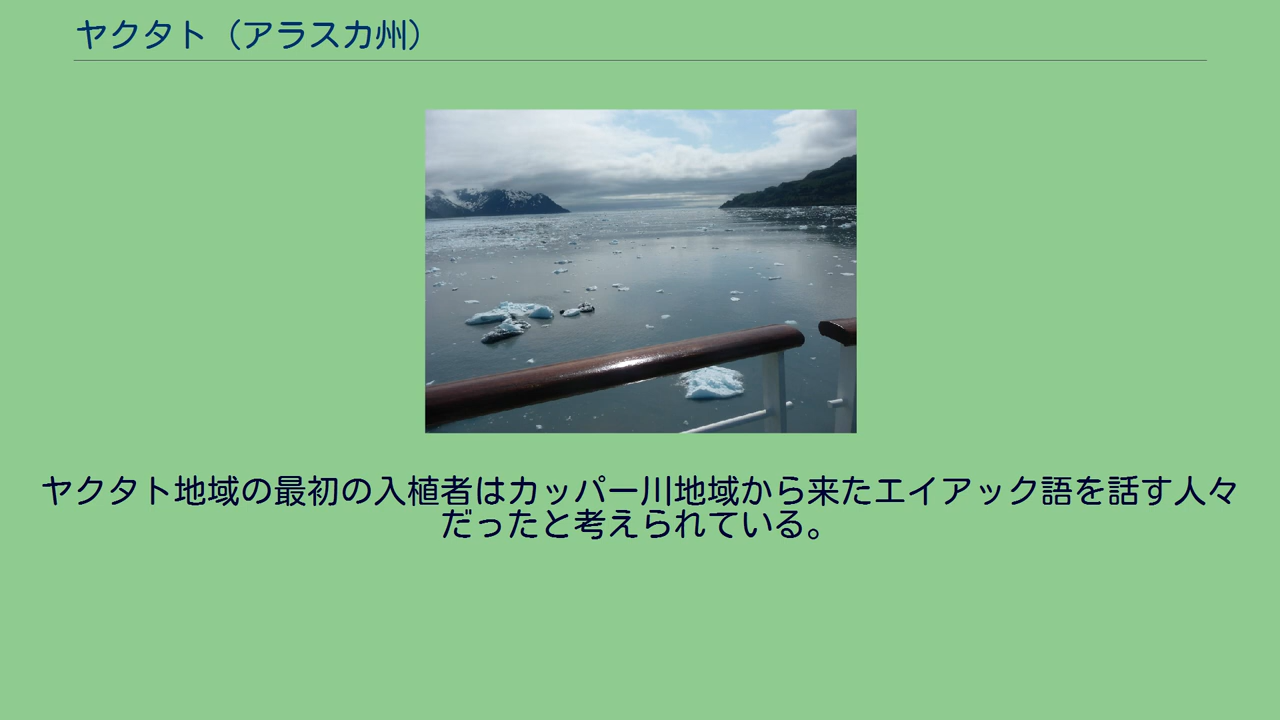 ヤクタト（アラスカ州）
ヤクタト地域の最初の入植者はカッパー川地域から来たエイアック語を話す人々
だったと考えられている。